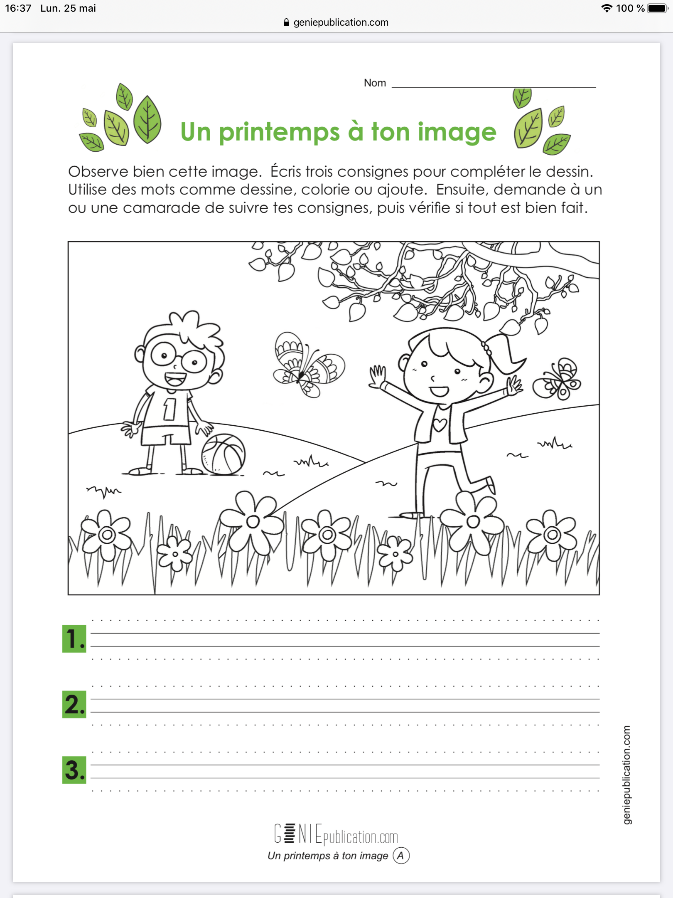 16:37 Lun. 25 mai 100 %
geniepublication.com
Nom
Un printemps à ton image
Observe bien cette image. Écris trois consignes pour compléter le dessin.
Utilise des mots comme dessine, colorie ou ajoute. Ensuite, demande à un
ou une camarade de suivre tes consignes, puis vérifie si tout est bien fait.
1
1.
2.
3.
geniepublication.com
GÉNIEpublication.com
Un printemps à ton image A